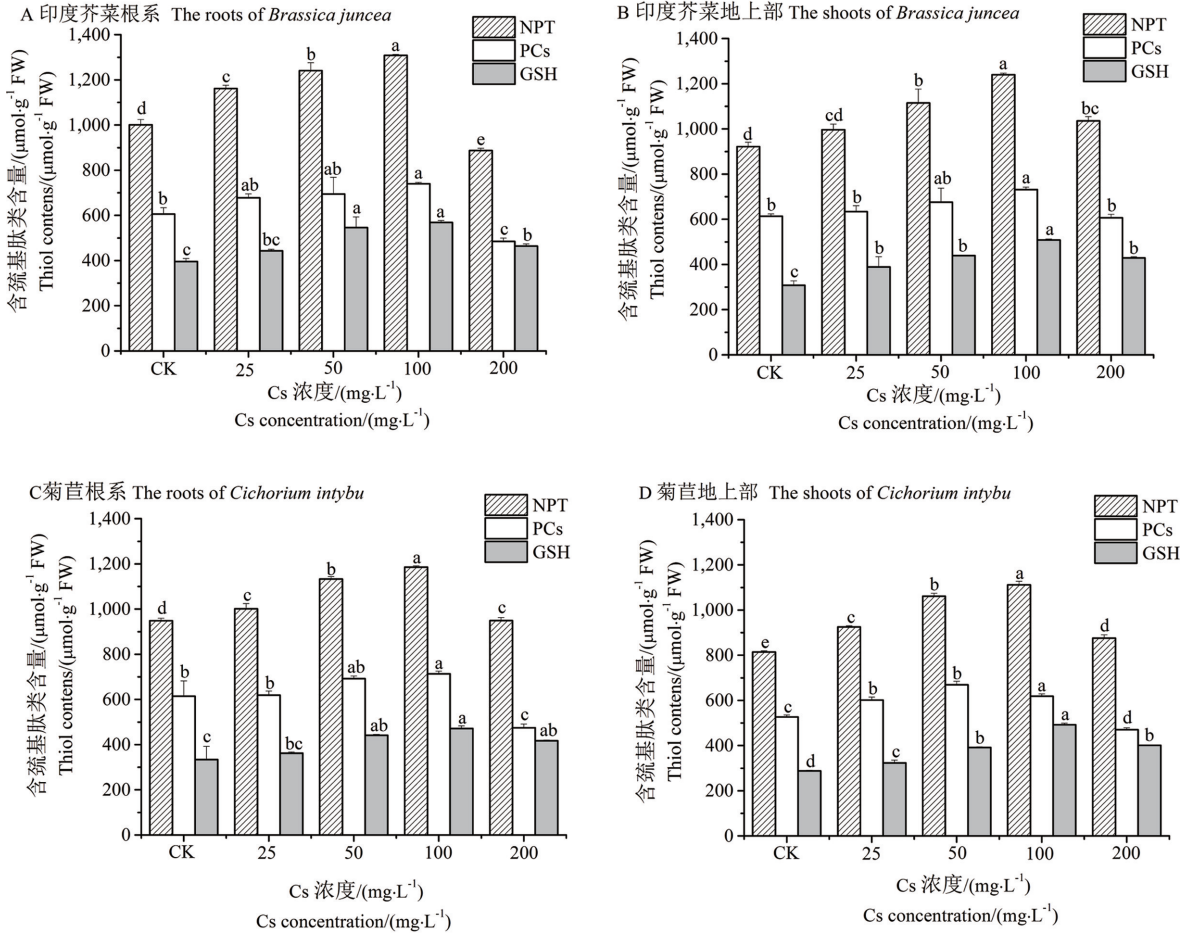 A 印度芥菜根系 The roots of Brassica juncea
NPT
PCs
GSH
含巯基肽类含量/(μmol·g-1 FW)
Thiol contens/(μmol·g-1 FW)
1,400
1,200
1,000
800
600
400
200
0
d
b
c
c
ab
bc
b
ab
a
a
a
a
e
c
b
CK
25
50
100
200
Cs 浓度/(mg·L-1)
Cs concentration/(mg·L-1)
B 印度芥菜地上部 The shoots of Brassica juncea
NPT
PCs
GSH
含巯基肽类含量/(μmol·g-1 FW)
Thiol contens/(μmol·g-1 FW)
1,400
1,200
1,000
800
600
400
200
0
d
b
c
cd
b
b
b
ab
b
a
a
a
bc
b
b
CK
25
50
100
200
Cs 浓度/(mg·L-1)
Cs concentration/(mg·L-1)
C菊苣根系 The roots of Cichorium intybu
NPT
PCs
GSH
含巯基肽类含量/(μmol·g-1 FW)
Thiol contens/(μmol·g-1 FW)
1,400
1,200
1,000
800
600
400
200
0
d
b
c
c
b
bc
b
ab
ab
a
a
a
c
c
ab
CK
25
50
100
200
Cs 浓度/(mg·L-1)
Cs concentration/(mg·L-1)
D 菊苣地上部 The shoots of Cichorium intybu
NPT
PCs
GSH
含巯基肽类含量/(μmol·g-1 FW)
Thiol contens/(μmol·g-1 FW)
1,400
1,200
1,000
800
600
400
200
0
e
c
d
c
b
c
b
b
b
a
a
a
d
d
b
CK
25
50
100
200
Cs 浓度/(mg·L-1)
Cs concentration/(mg·L-1)